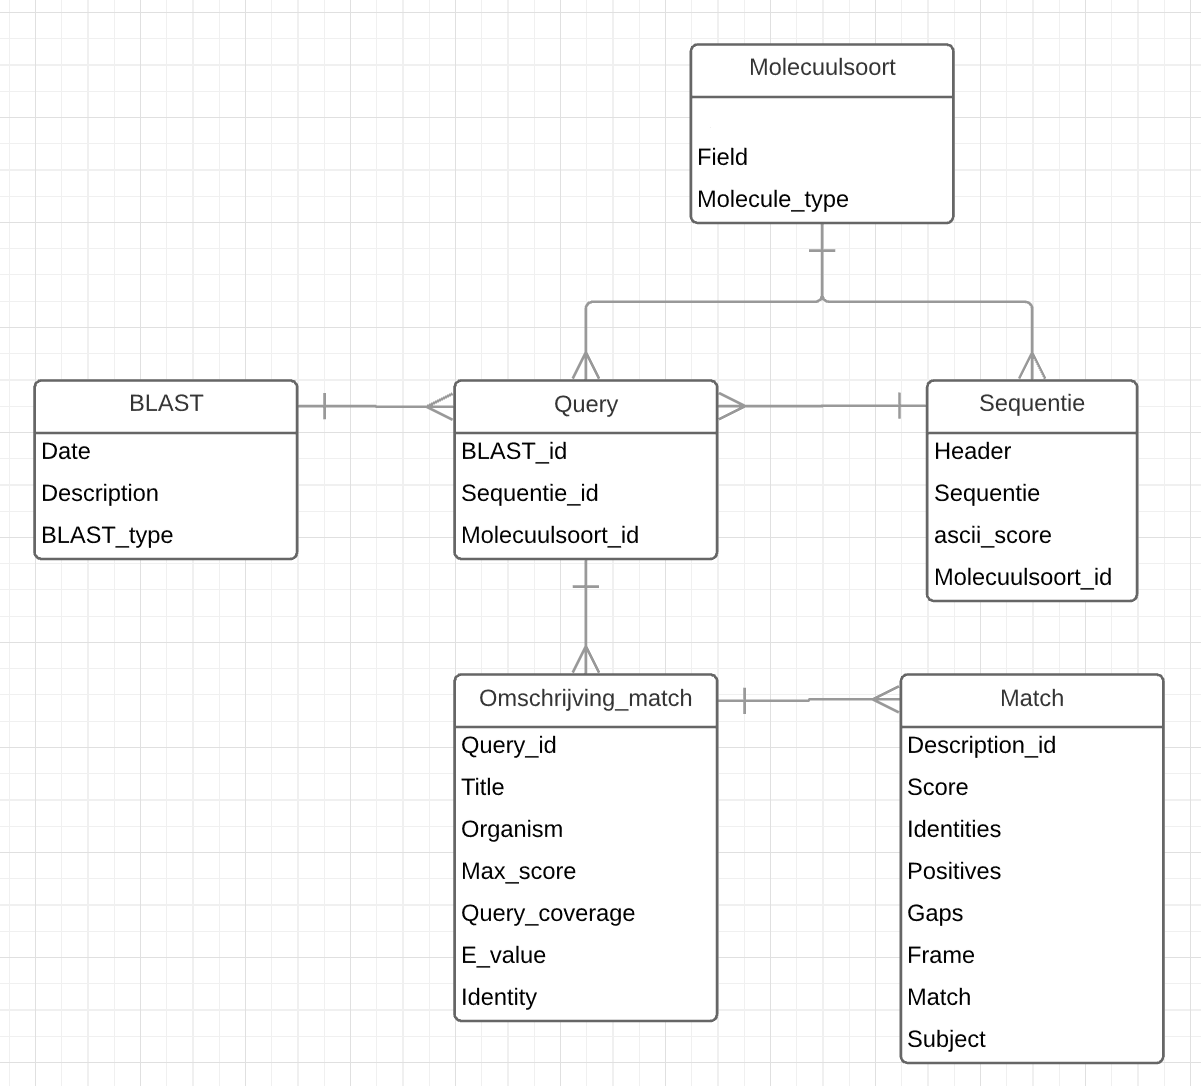 Molecuulsoort
Field
Molecule_type
BLAST
Date
Description
BLAST_type
Query
BLAST_id
Sequentie_id
Molecuulsoort_id
Sequentie
Header
Sequentie
ascii_score
Molecuulsoort_id
Omschrijving_match
Query_id
Title
Organism
Max_score
Query_coverage
E_value
Identity
Match
Description_id
Score
Identities
Positives
Gaps
Frame
Match
Subject